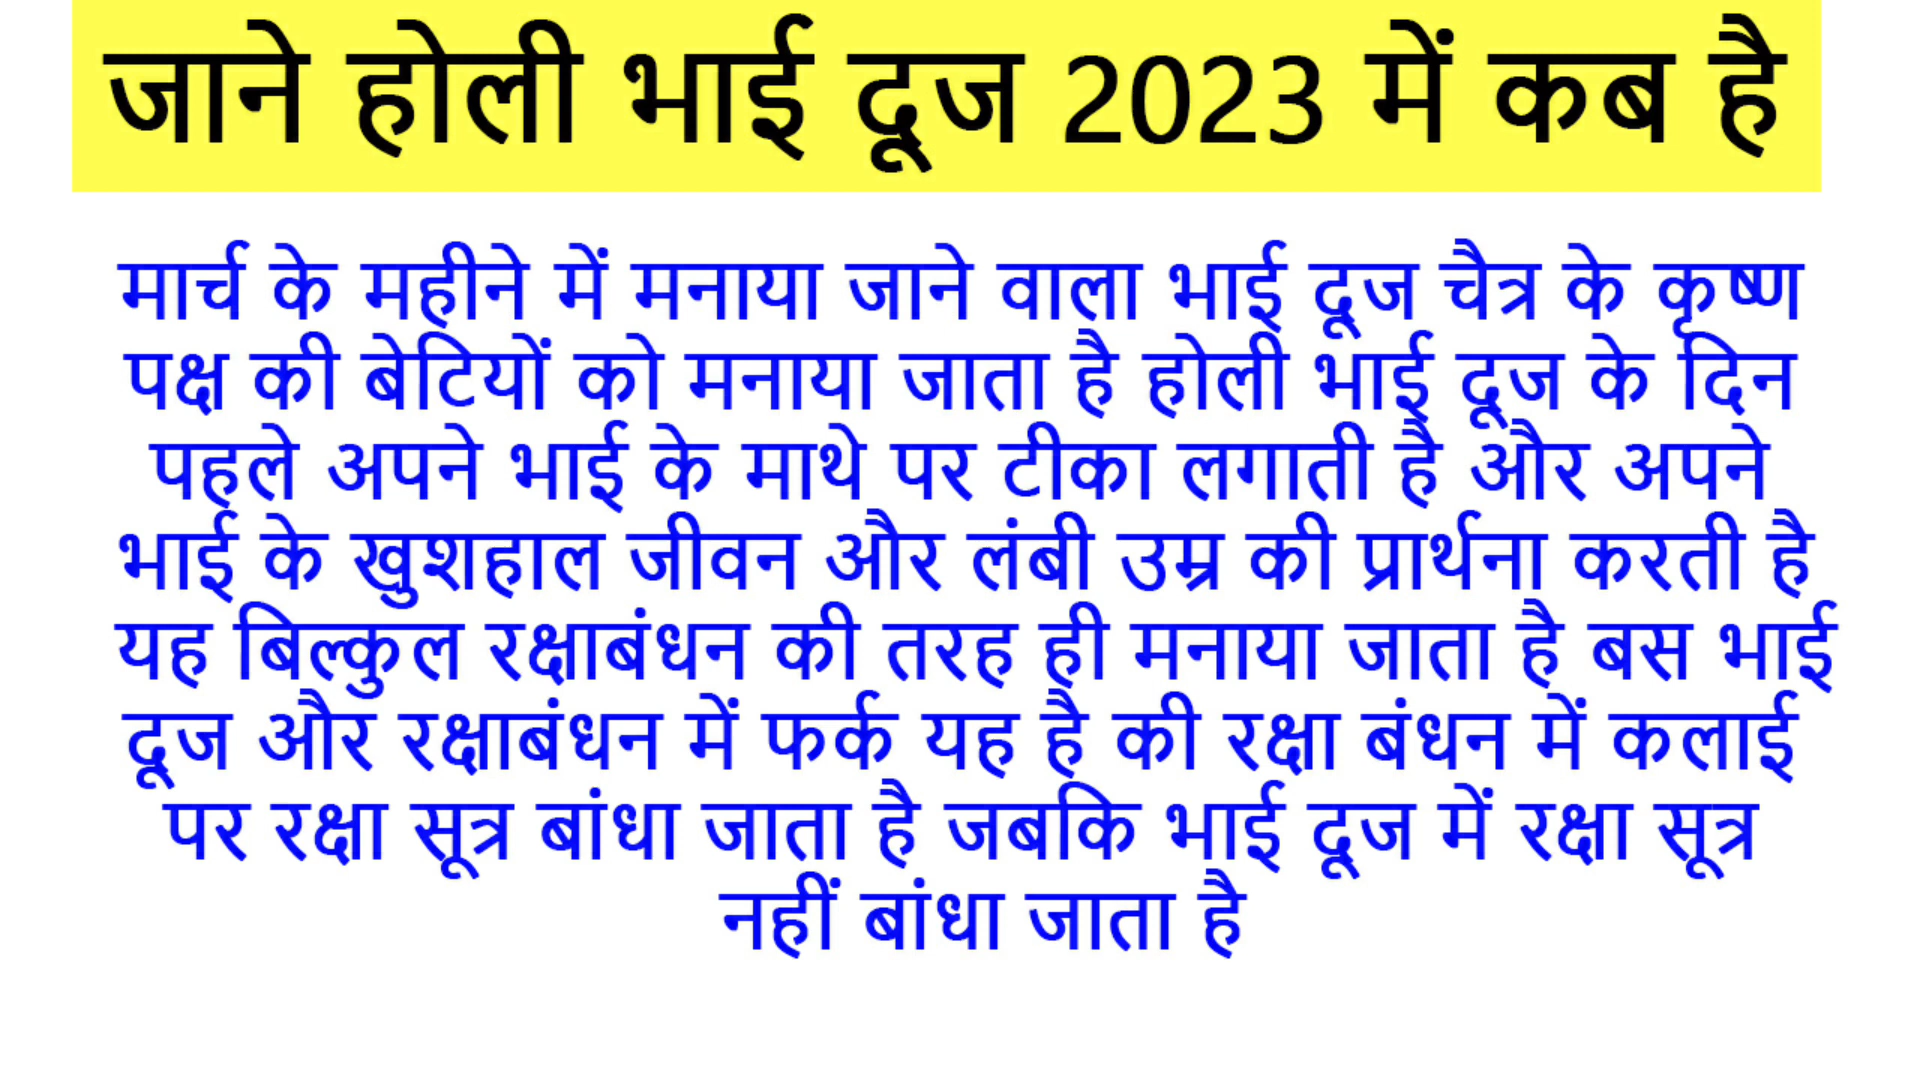 जाने होली भाई दूज 2023 में कब है
मार्च के महीने में मनाया जाने वाला भाई दूज चैत्र के कृष्ण
पक्ष की बेटियों को मनाया जाता है होली भाई दूज के दिन
पहले अपने भाई के माथे पर टीका लगाती है और अपने
भाई के खुशहाल जीवन और लंबी उम्र की प्रार्थना करती है
यह बिल्कुल रक्षाबंधन की तरह ही मनाया जाता है बस भाई
दूज और रक्षाबंधन में फर्क यह है की रक्षा बंधन में कलाई
पर रक्षा सूत्र बांधा जाता है जबकि भाई दूज में रक्षा सूत्र
नहीं बांधा जाता है